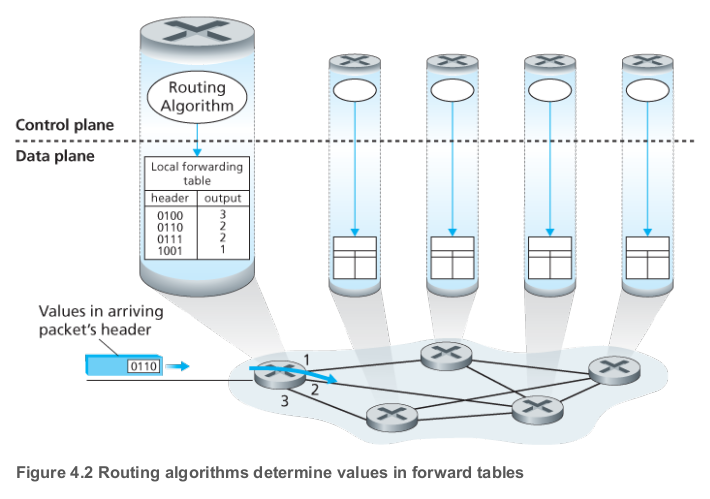 Routing
Algorithm
Control plane
Data plane
Local forwarding
table
header output
0100 3
0110 2
0111 2
1001 1
Values in arriving
packet's header
0110
1
2
3
Figure 4.2 Routing algorithms determine values in forward tables